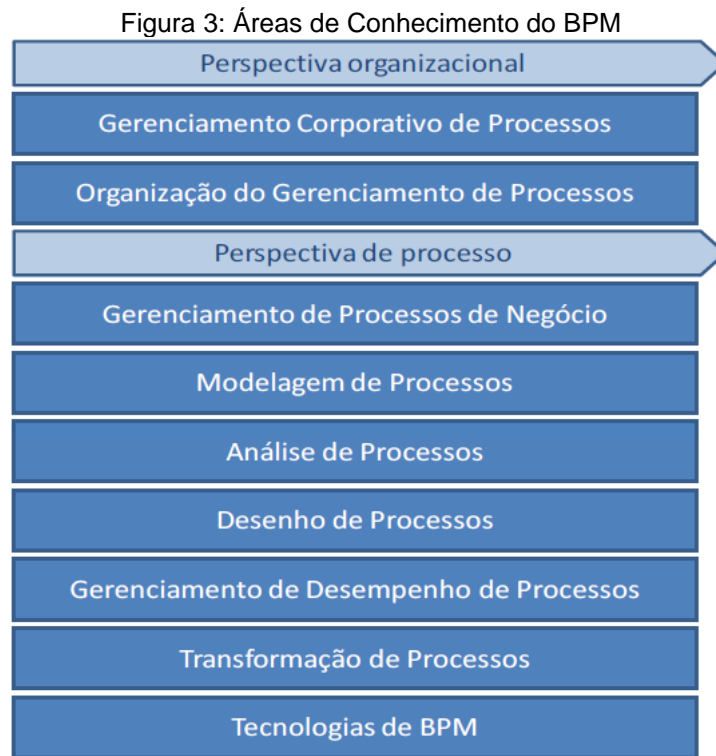 Figura 3: Áreas de Conhecimento do BPM
Perspectiva organizacional
Gerenciamento Corporativo de Processos
Organização do Gerenciamento de Processos
Perspectiva de processo
Gerenciamento de Processos de Negócio
Modelagem de Processos
Análise de Processos
Desenho de Processos
Gerenciamento de Desempenho de Processos
Transformação de Processos
Tecnologias de BPM